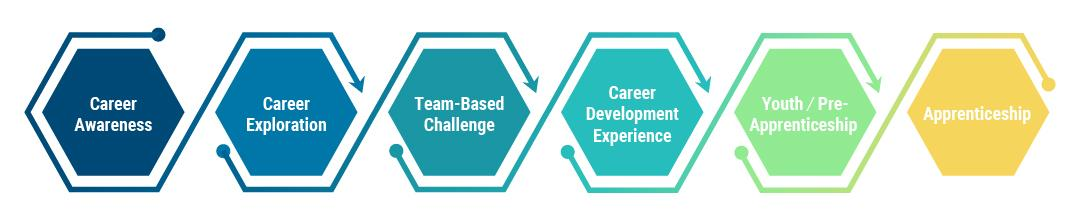 Career
Awareness
Career
Exploration
Team-Based
Challenge
Career
Development
Experience
Youth / Pre-
Apprenticeship
Apprenticeship